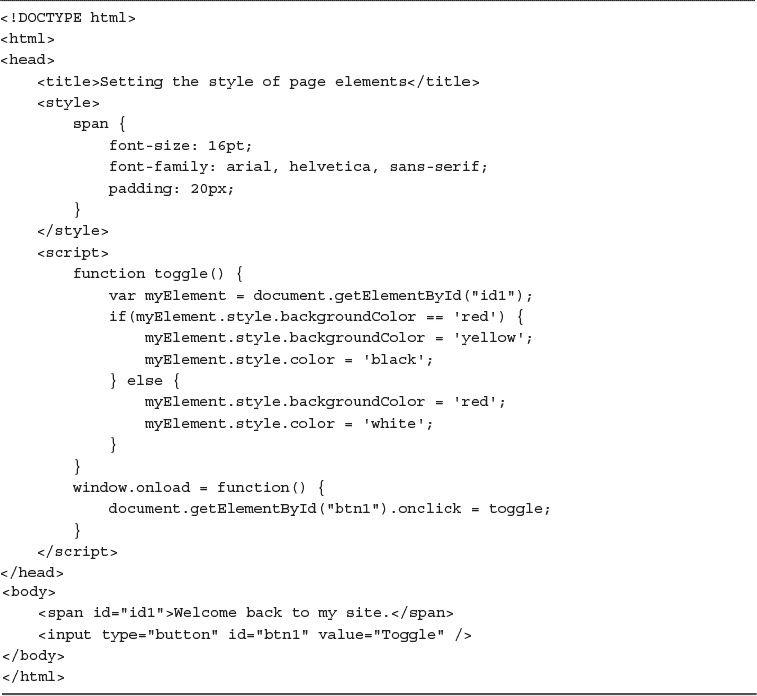 <!DOCTYPE html>
<html>
<head>
    <title>Setting the style of page elements</title>
    <style>
        span {
            font-size: 16pt;
            font-family: arial, helvetica, sans-serif;
            padding: 20px;
        }
    </style>
    <script>
        function toggle() {
            var myElement = document.getElementById("id1");
            if(myElement.style.backgroundColor == 'red') {
                myElement.style.backgroundColor = 'yellow';
                myElement.style.color = 'black';
            } else {
                myElement.style.backgroundColor = 'red';
                myElement.style.color = 'white';
            }
        }
        window.onload = function() {
            document.getElementById("btn1").onclick = toggle;
        }
    </script>
</head>
<body>
    <span id="id1">Welcome back to my site.</span>
    <input type="button" id="btn1" value="Toggle" />
</body>
</html>